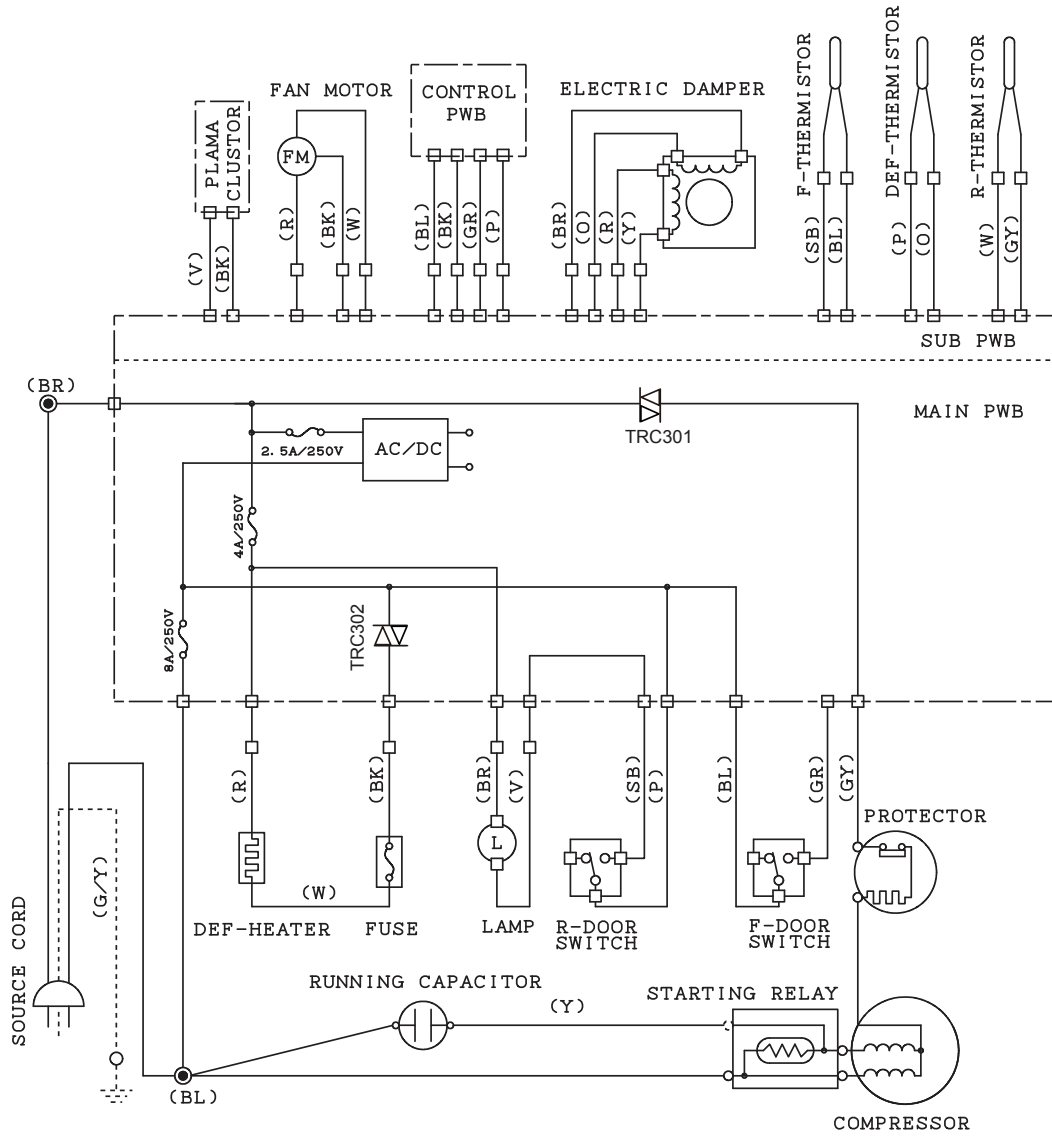 FAN MOTOR
CONTROL
PWB
ELECTRIC DAMPER
F-THERMISTOR
DEF-THERMISTOR
R-THERMISTOR
PLAMA
CLUSTOR
FM
(V)
(BK)
(R)
(BK)
(W)
(BL)
(BK)
(GR)
(P)
(BR)
(O)
(R)
(Y)
(SB)
(BL)
(P)
(O)
(W)
(GY)
SUB PWB
(BR)
MAIN PWB
TRC301
2.5A/250V
AC/DC
4A/250V
8A/250V
TRC302
(R)
(BK)
(BR)
(V)
(SB)
(P)
(BL)
(GR)
(GY)
PROTECTOR
L
(G/Y)
(W)
DEF-HEATER
FUSE
LAMP
R-DOOR
SWITCH
F-DOOR
SWITCH
SOURCE CORD
RUNNING CAPACITOR
(Y)
STARTING RELAY
(BL)
COMPRESSOR